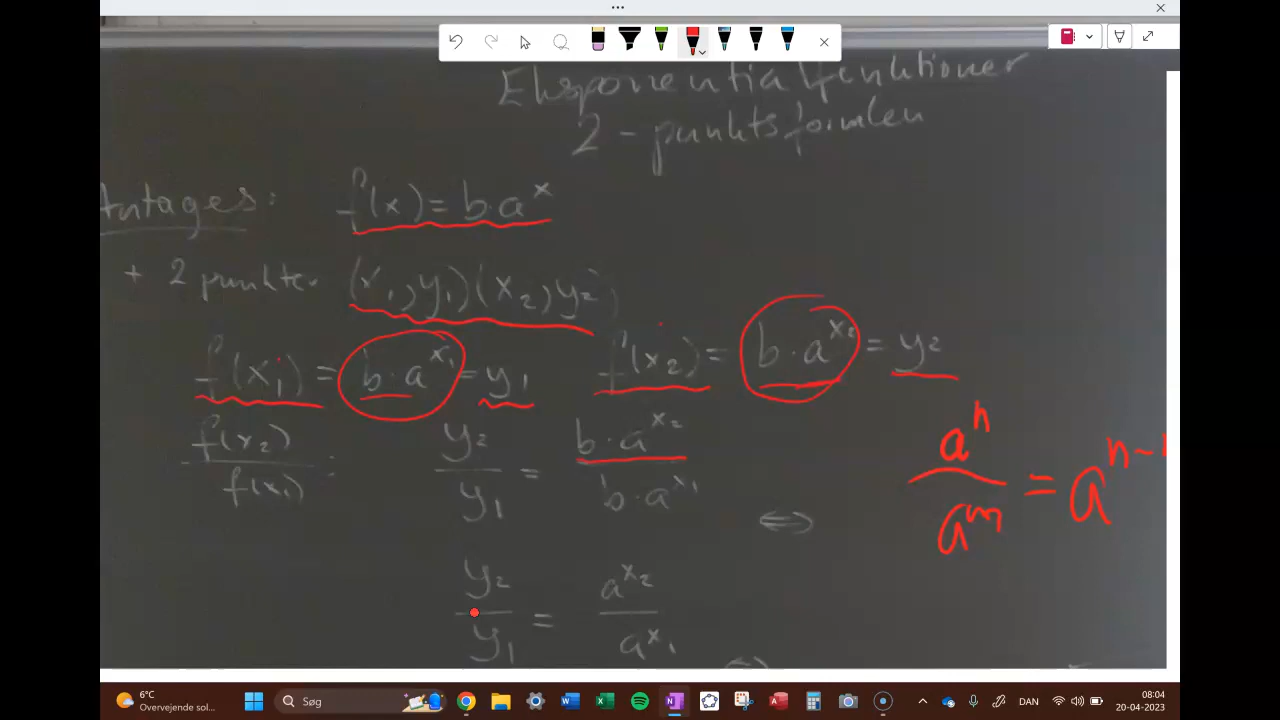 Eksponentialfunktioner
2-punktsformlen
Antages: f(x) = b·a^x
+ 2 punkter (x₁, y₁) (x₂, y₂)
f(x₁) = b·a^x₁ = y₁ f(x₂) = b·a^x₂ = y₂
f(x₂)/f(x₁) : y₂/y₁ = b·a^x₂/b·a^x₁ ⇔
a^n/a^m = a^n-
y₂/y₁ = a^x₂/a^x₁
6°C
Overvejende sol...
Søg
DAN
08:04
20-04-2023